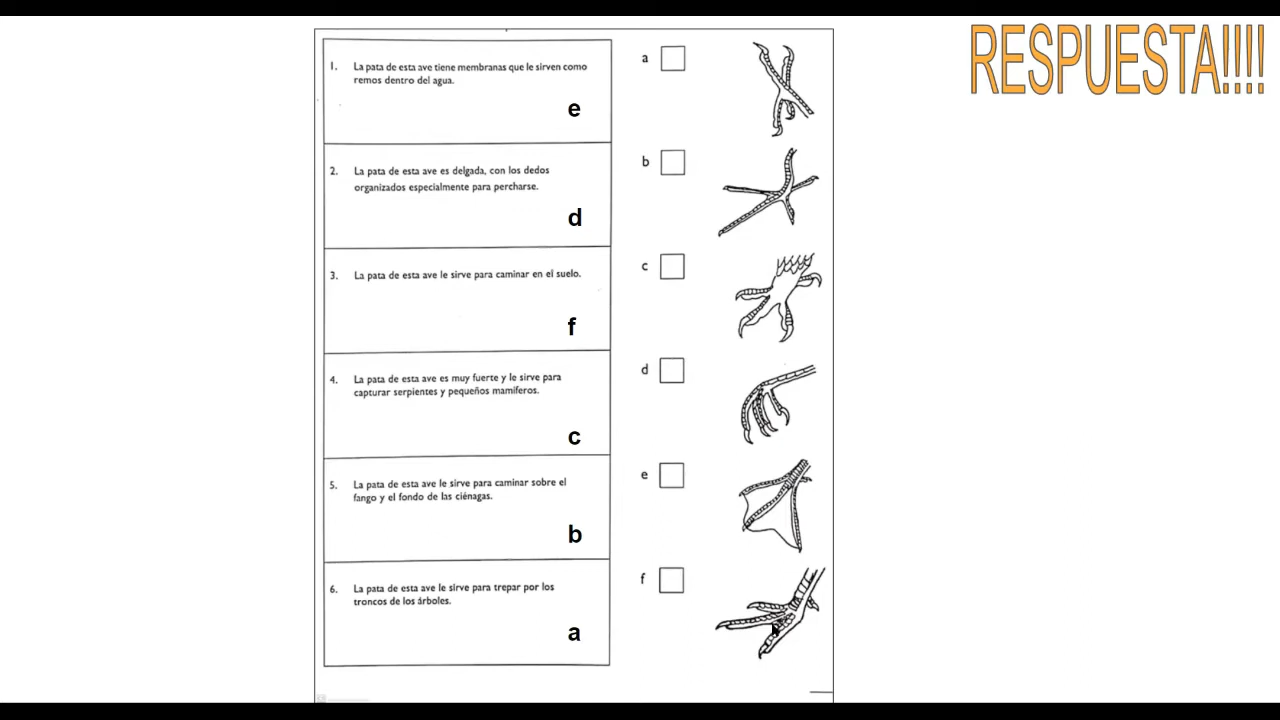 RESPUESTA!!!!
1. La pata de esta ave tiene membranas que le sirven como
remos dentro del agua.
e
2. La pata de esta ave es delgada, con los dedos
organizados especialmente para percharse.
d
3. La pata de esta ave le sirve para caminar en el suelo.
f
4. La pata de esta ave es muy fuerte y le sirve para
capturar serpientes y pequeños mamíferos.
c
5. La pata de esta ave le sirve para caminar sobre el
fango y el fondo de las ciénagas.
b
6. La pata de esta ave le sirve para trepar por los
troncos de los árboles.
a
a
b
c
d
e
f